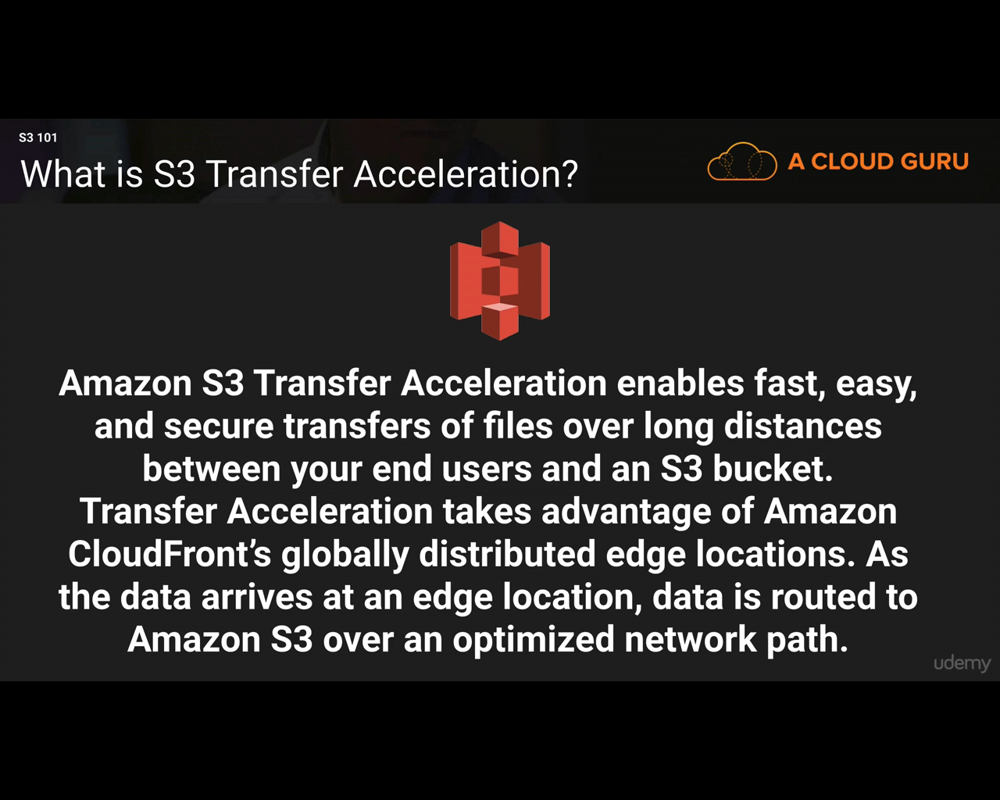 S3 101
What is S3 Transfer Acceleration?
A CLOUD GURU
Amazon S3 Transfer Acceleration enables fast, easy,
and secure transfers of files over long distances
between your end users and an S3 bucket.
Transfer Acceleration takes advantage of Amazon
CloudFront’s globally distributed edge locations. As
the data arrives at an edge location, data is routed to
Amazon S3 over an optimized network path.
udemy